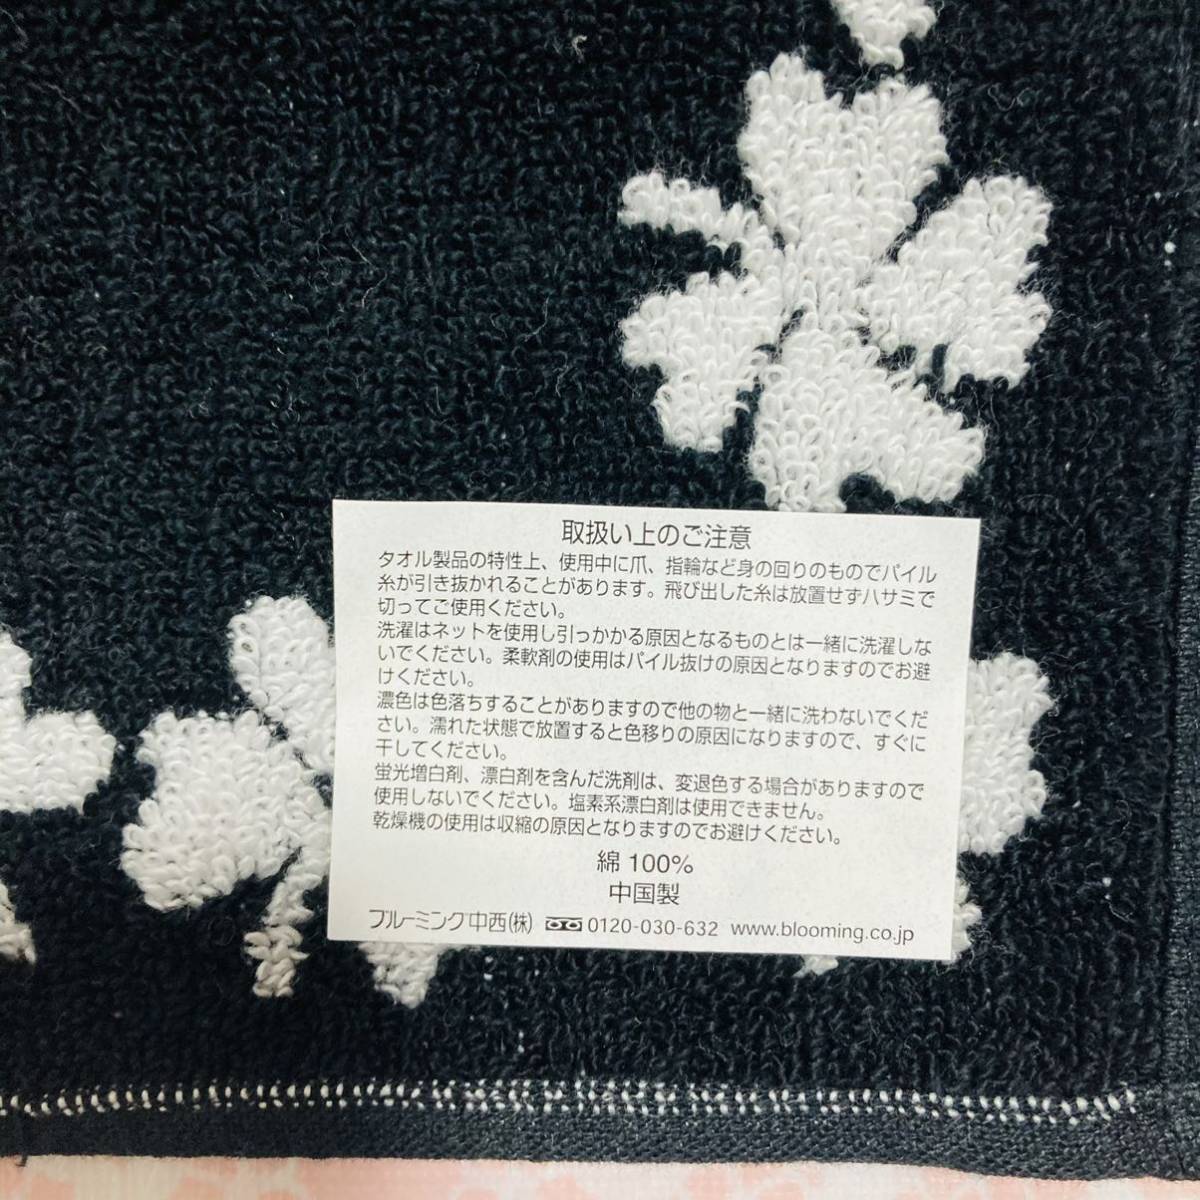 取扱い上のご注意
タオル製品の特性上、使用中に爪、指輪など身の回りのものでパイル
糸が引き抜かれることがあります。飛び出した糸は放置せずハサミで
切ってご使用ください。
洗濯はネットを使用し引っかかる原因となるものとは一緒に洗濯しな
いでください。柔軟剤の使用はパイル抜けの原因となりますのでお避
けください。
濃色は色落ちすることがありますので他の物と一緒に洗わないでくだ
さい。濡れた状態で放置すると色移りの原因になりますので、すぐに
干してください。
蛍光増白剤、漂白剤を含んだ洗剤は、変退色する場合がありますので
使用しないでください。塩素系漂白剤は使用できません。
乾燥機の使用は収縮の原因となりますのでお避けください。
綿 100%
中国製
ブルーミング中西(株) 0120-030-632 www.blooming.co.jp